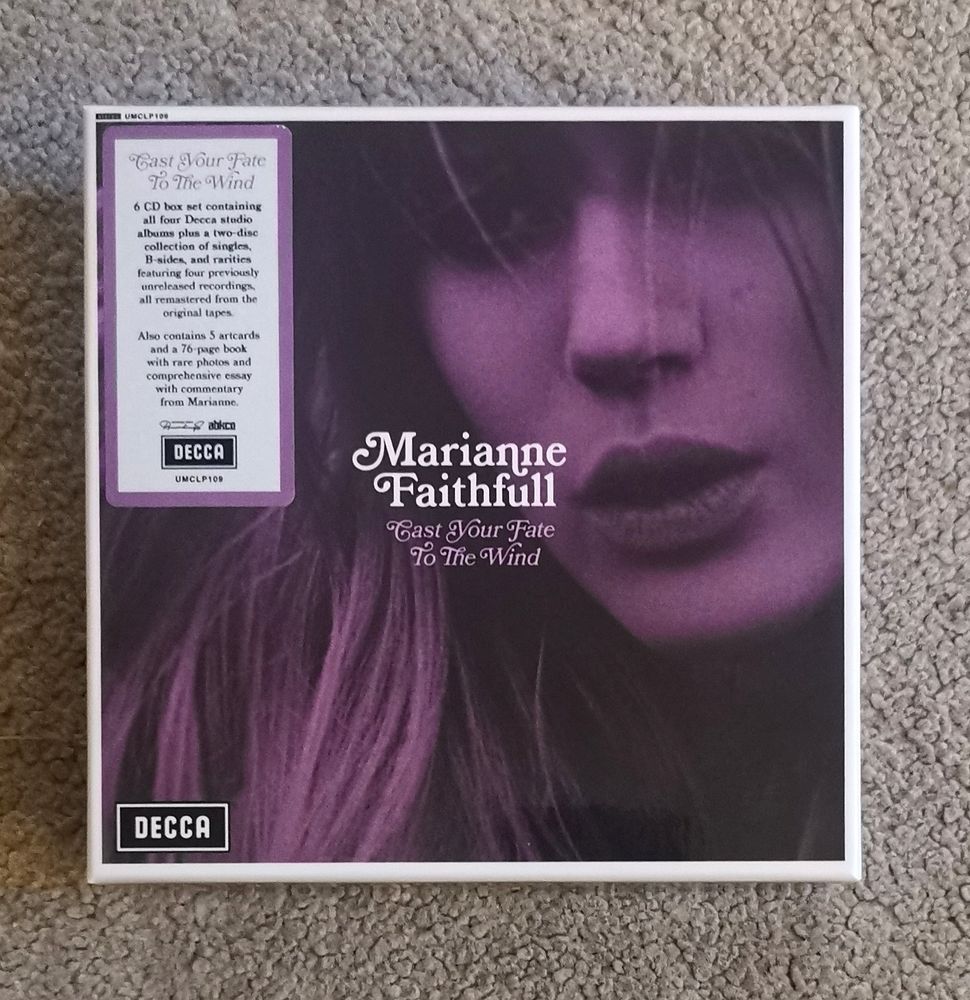 UMCLP109
Cast Your Fate
To The Wind
6 CD box set containing
all four Decca studio
albums plus a two-disc
collection of singles,
B-sides, and rarities
featuring four previously
unreleased recordings,
all remastered from the
original tapes.
Also contains 5 artcards
and a 76-page book
with rare photos and
comprehensive essay
with commentary
from Marianne.
abkco
DECCA
UMCLP109
Marianne
Faithfull
Cast Your Fate
To The Wind
DECCA